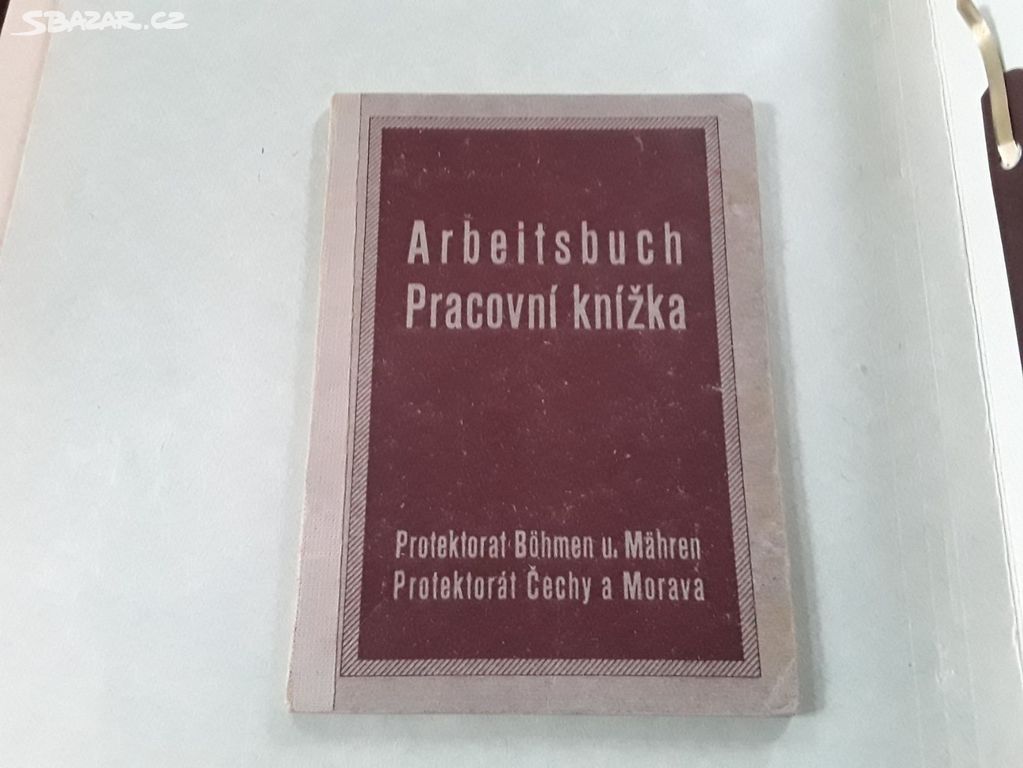 SBAZAR.CZ
Arbeitsbuch
Pracovní knížka
Protektorat Böhmen u. Mähren
Protektorát Čechy a Morava